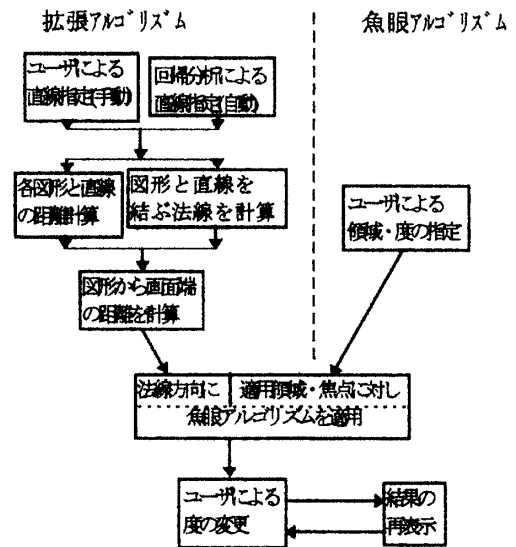 拡張アルゴリズム
魚眼アルゴリズム
ユーザによる
直線指定(手動)
回帰分析による
直線指定(自動)
各図形と直線
の距離計算
図形と直線を
結ぶ法線を計算
ユーザによる
領域・度の指定
図形から画面端
の距離を計算
法線方向に
適用領域・焦点に対し
魚眼アルゴリズムを適用
ユーザによる
度の変更
結果の
再表示